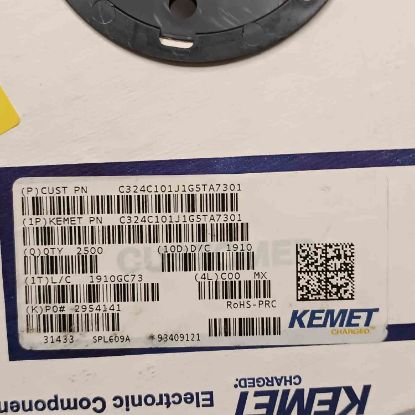 (P)CUST PN C324C101J1G5TA7301
(1P)KEMET PN C324C101J1G5TA7301
(Q)QTY 2500 (10D)D/C 1910
(1T)L/C 1910GC73 (4L)COO MX
(K)PO# 2954141 RoHS-PRC
31433 SPL609A *93409121
KEMET
CHARGED.
KEMET
CHARGED.
Electronic Componen